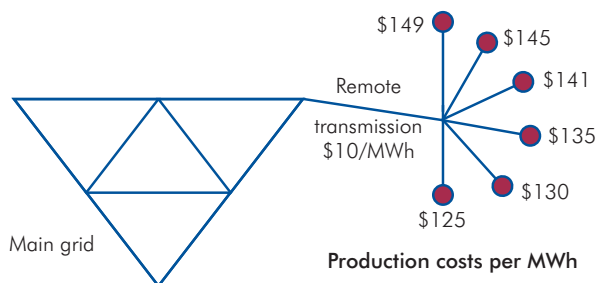 $149
$145
$141
Remote
transmission
$10/MWh
$135
$130
$125
Main grid
Production costs per MWh